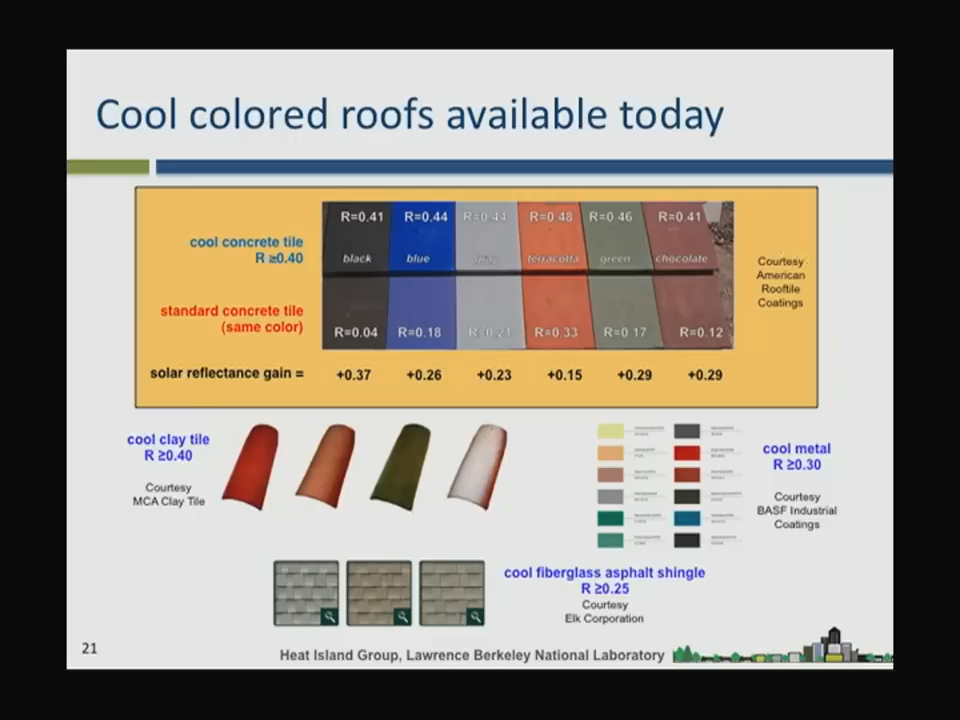 Cool colored roofs available today
cool concrete tile
R ≥0.40
R=0.41 R=0.44 R=0.44 R=0.48 R=0.46 R=0.41
black blue gray terracotta green chocolate
standard concrete tile
(same color)
R=0.04 R=0.18 R=0.21 R=0.33 R=0.17 R=0.12
solar reflectance gain = +0.37 +0.26 +0.23 +0.15 +0.29 +0.29
Courtesy
American
Rooftile
Coatings
cool clay tile
R ≥0.40
Courtesy
MCA Clay Tile
cool metal
R ≥0.30
Courtesy
BASF Industrial
Coatings
cool fiberglass asphalt shingle
R ≥0.25
Courtesy
Elk Corporation
21
Heat Island Group, Lawrence Berkeley National Laboratory